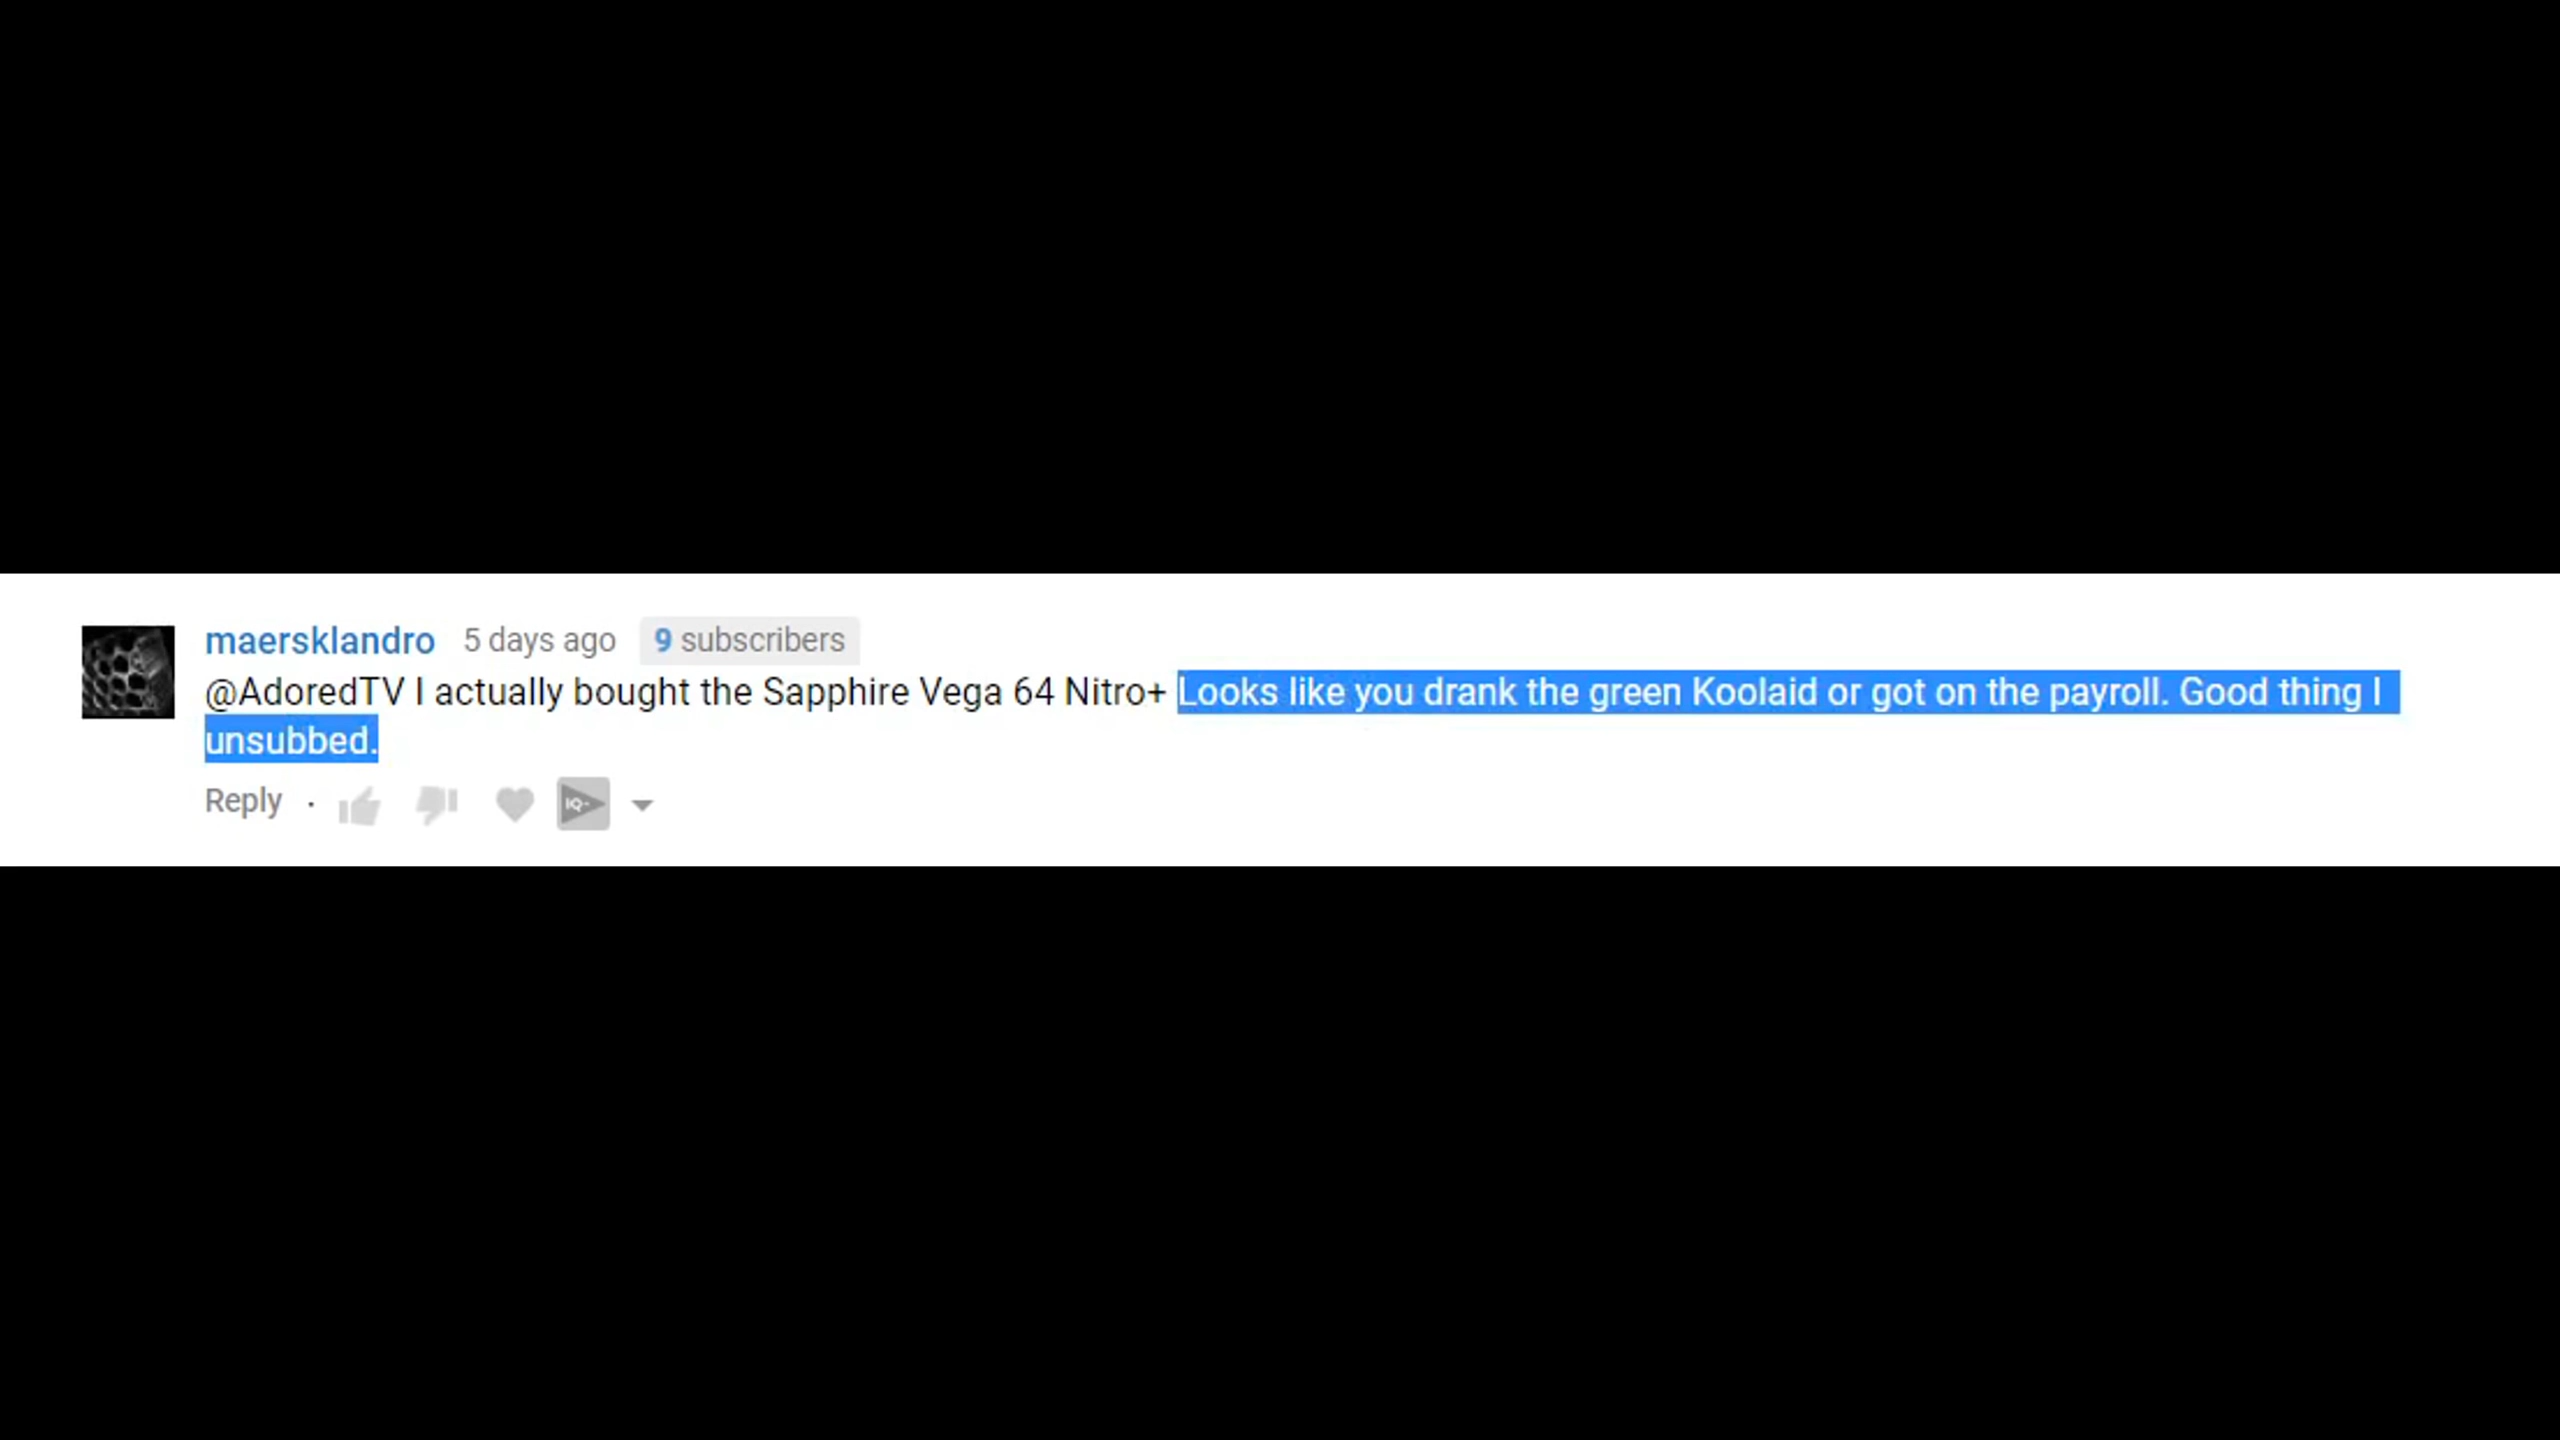 maersklandro 5 days ago 9 subscribers
@AdoredTV I actually bought the Sapphire Vega 64 Nitro+ Looks like you drank the green Koolaid or got on the payroll. Good thing I
unsubbed.
Reply · IQ